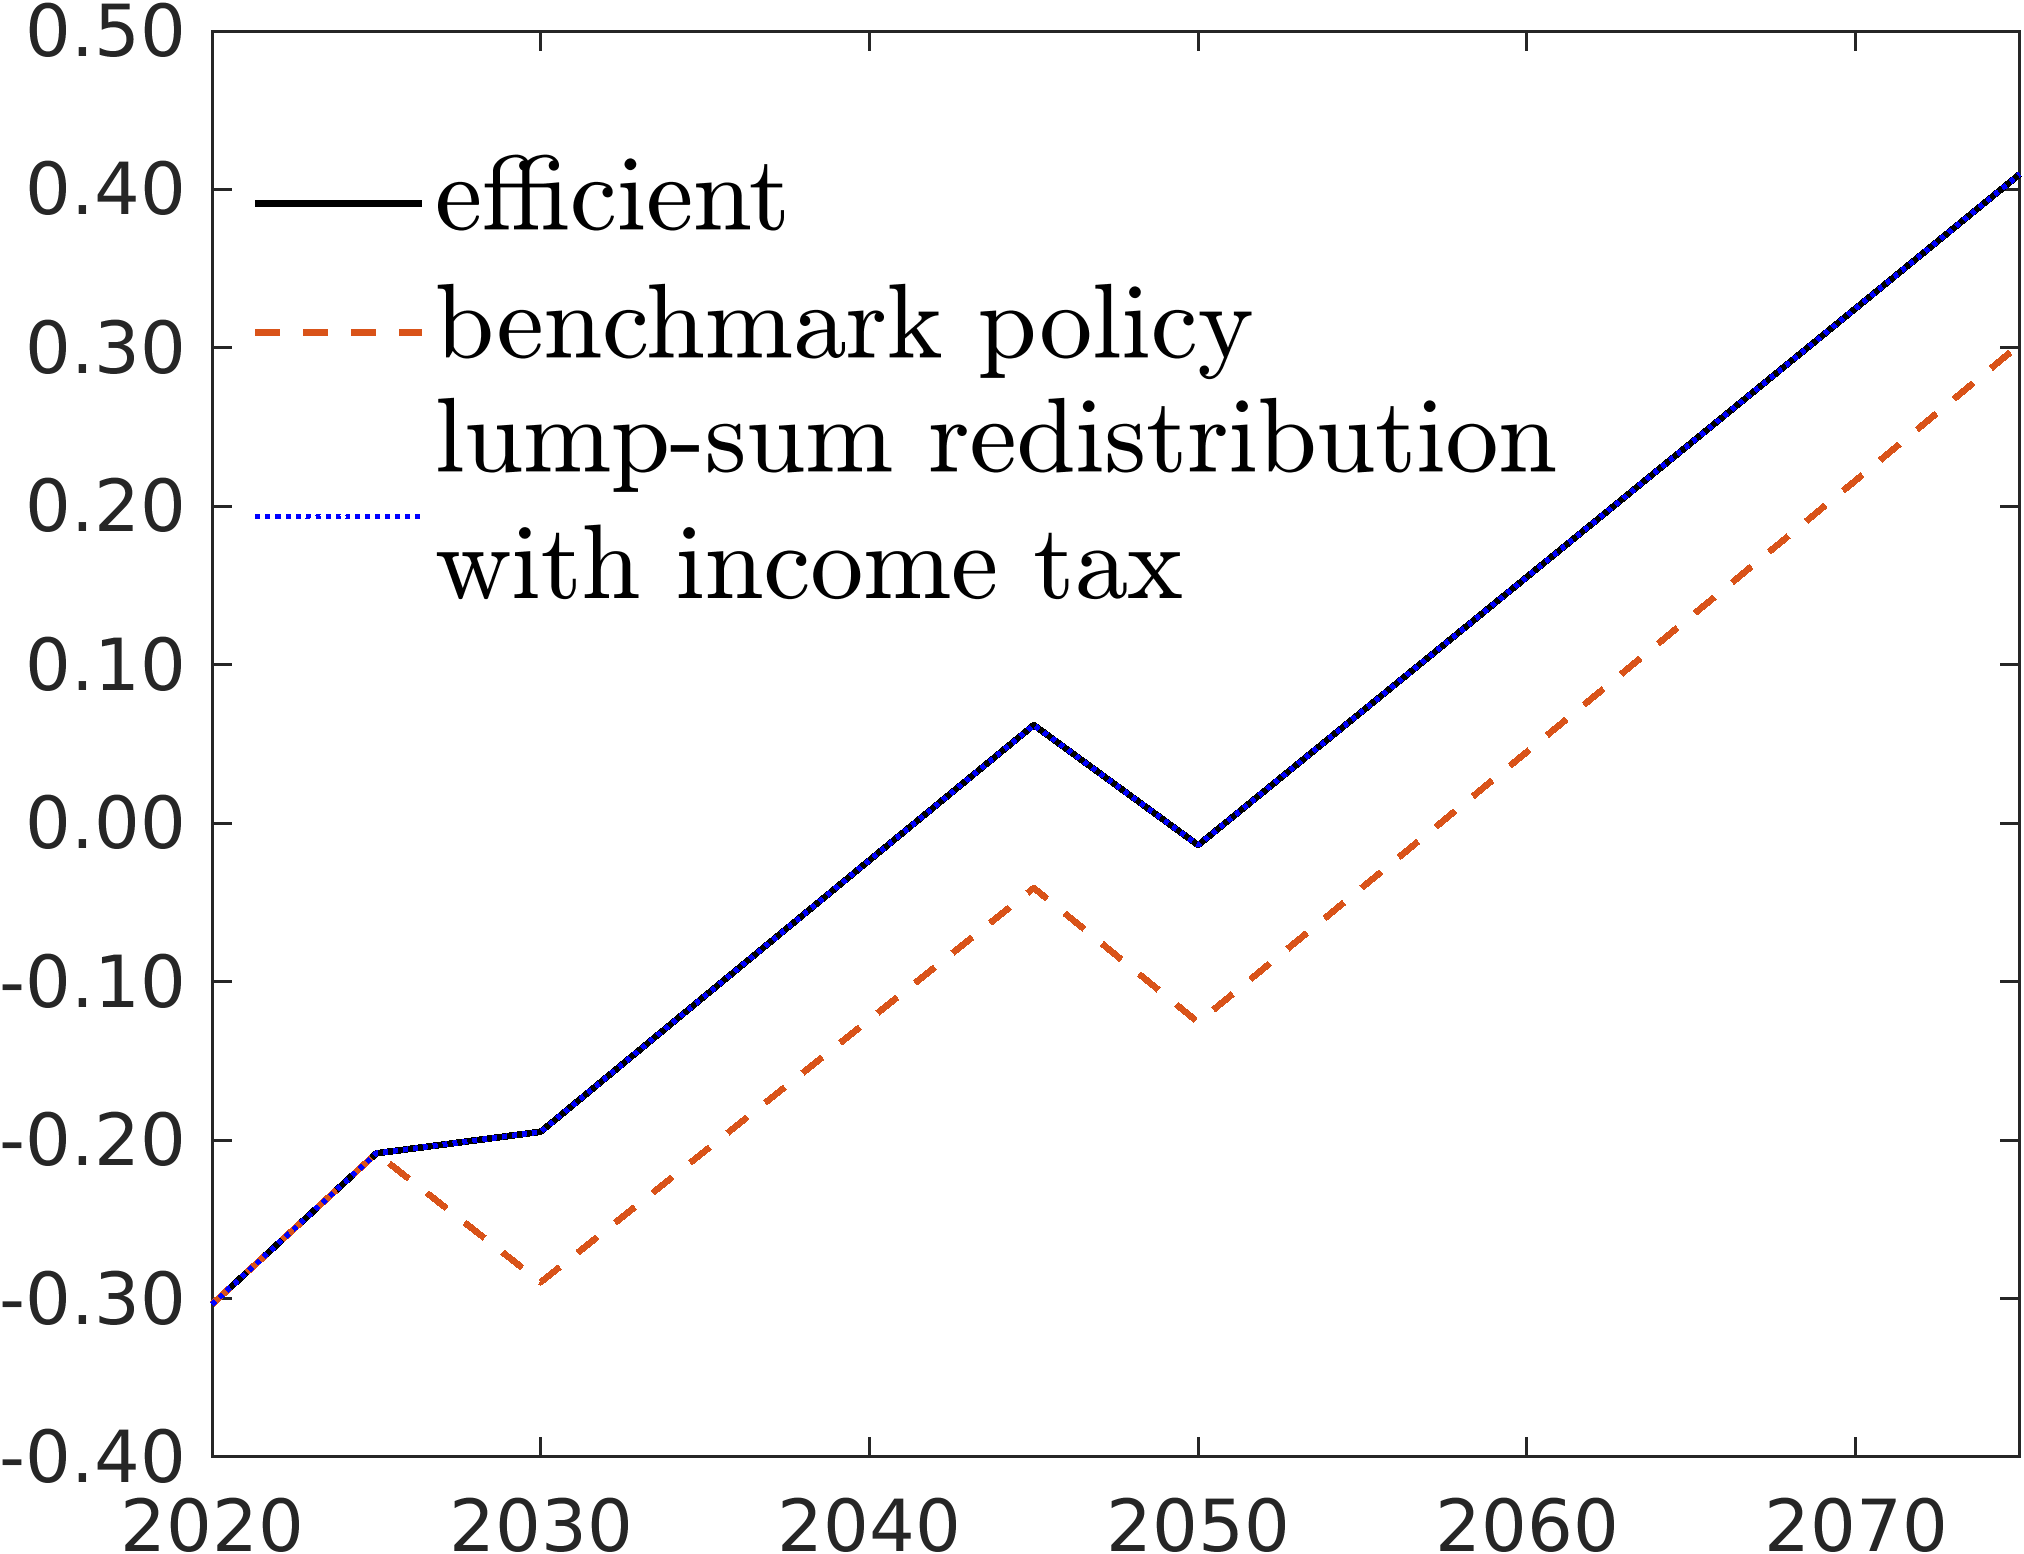 0.50
0.40
0.30
0.20
0.10
0.00
-0.10
-0.20
-0.30
-0.40
efficient
benchmark policy
lump-sum redistribution
with income tax
2020 2030 2040 2050 2060 2070